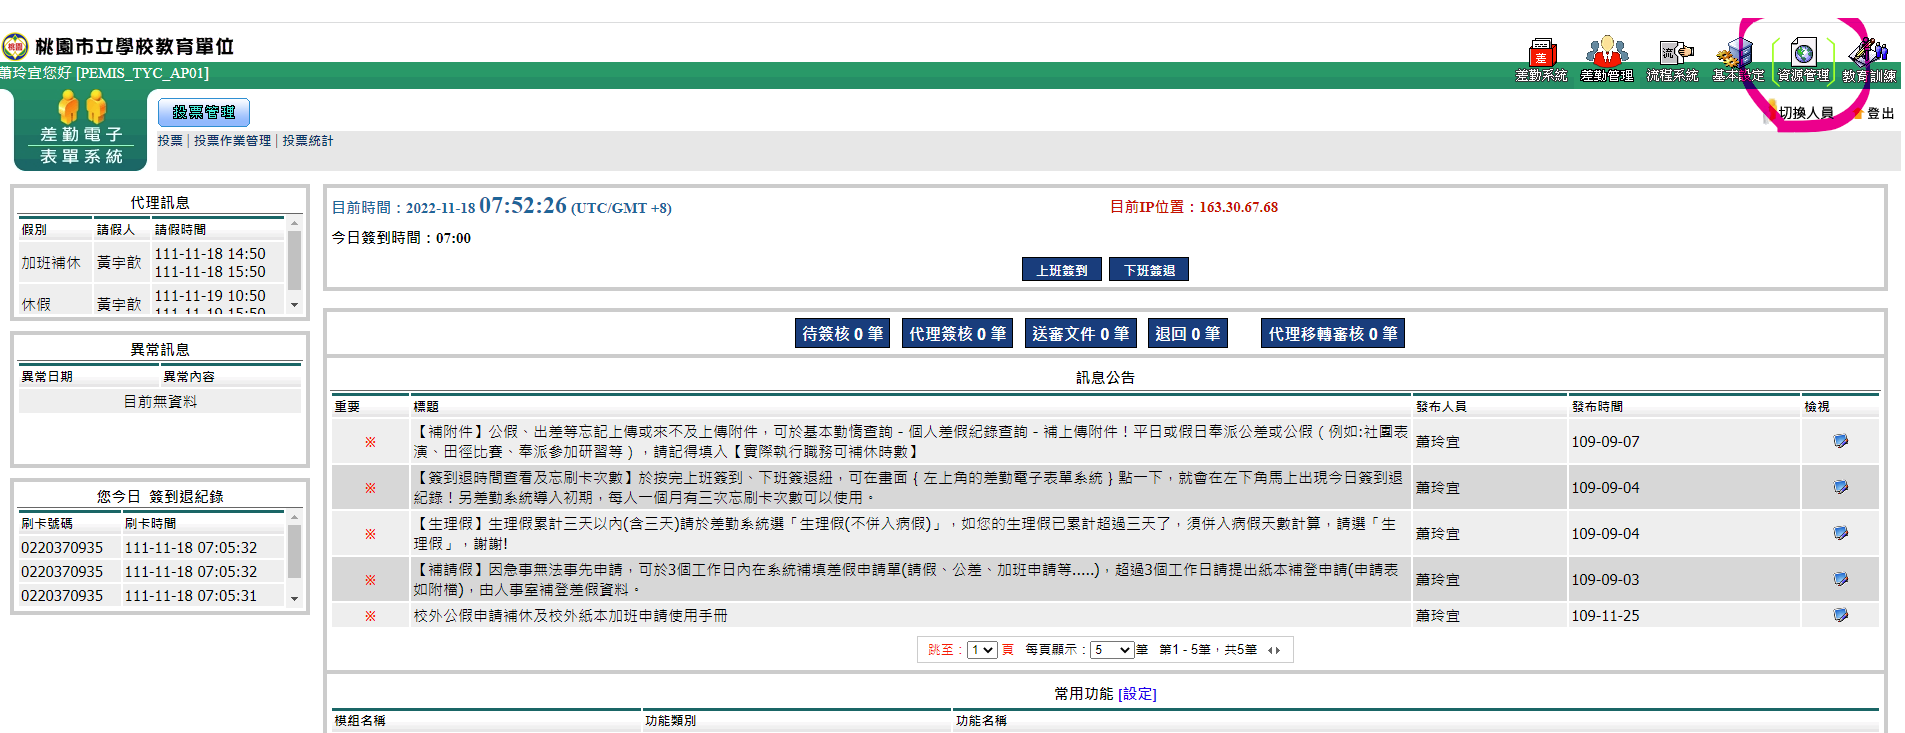 桃園市立學校教育單位
蕭玲宜您好 [PEMIS_TYC_AP01]
差勤系統 差勤管理 流程系統 基本設定 資源管理 教育訓練
差勤電子
表單系統
投票管理
切換人員 登出
投票 | 投票作業管理 | 投票統計
代理訊息
假別 請假人 請假時間
加班補休 黃宇歆 111-11-18 14:50
111-11-18 15:50
休假 黃宇歆 111-11-19 10:50
111-11-19 15:50
異常訊息
異常日期 異常內容
目前無資料
您今日 簽到退紀錄
刷卡號碼 刷卡時間
0220370935 111-11-18 07:05:32
0220370935 111-11-18 07:05:32
0220370935 111-11-18 07:05:31
目前時間：2022-11-18 07:52:26 (UTC/GMT +8) 目前IP位置：163.30.67.68
今日簽到時間：07:00
上班簽到 下班簽退
待簽核 0 筆 代理簽核 0 筆 送審文件 0 筆 退回 0 筆 代理移轉審核 0 筆
訊息公告
重要 標題 發布人員 發布時間 檢視
※ 【補附件】公假、出差等忘記上傳或來不及上傳附件，可於基本勤惰查詢－個人差假紀錄查詢－補上傳附件！平日或假日奉派公差或公假（例如:社團表
演、田徑比賽、奉派參加研習等），請記得填入【實際執行職務可補休時數】 蕭玲宜 109-09-07
※ 【簽到退時間查看及忘刷卡次數】於按完上班簽到、下班簽退紐，可在畫面｛左上角的差勤電子表單系統｝點一下，就會在左下角馬上出現今日簽到退
紀錄！另差勤系統導入初期，每人一個月有三次忘刷卡次數可以使用。 蕭玲宜 109-09-04
※ 【生理假】生理假累計三天以內(含三天)請於差勤系統選「生理假(不併入病假)」，如您的生理假已累計超過三天了，須併入病假天數計算，請選「生
理假」，謝謝! 蕭玲宜 109-09-04
※ 【補請假】因急事無法事先申請，可於3個工作日內在系統補填差假申請單(請假、公差、加班申請等.....)，超過3個工作日請提出紙本補登申請(申請表
如附檔)，由人事室補登差假資料。 蕭玲宜 109-09-03
※ 校外公假申請補休及校外紙本加班申請使用手冊 蕭玲宜 109-11-25
跳至：1 頁 每頁顯示：5 筆 第1 - 5筆，共5筆
常用功能 [設定]
模組名稱 功能類別 功能名稱